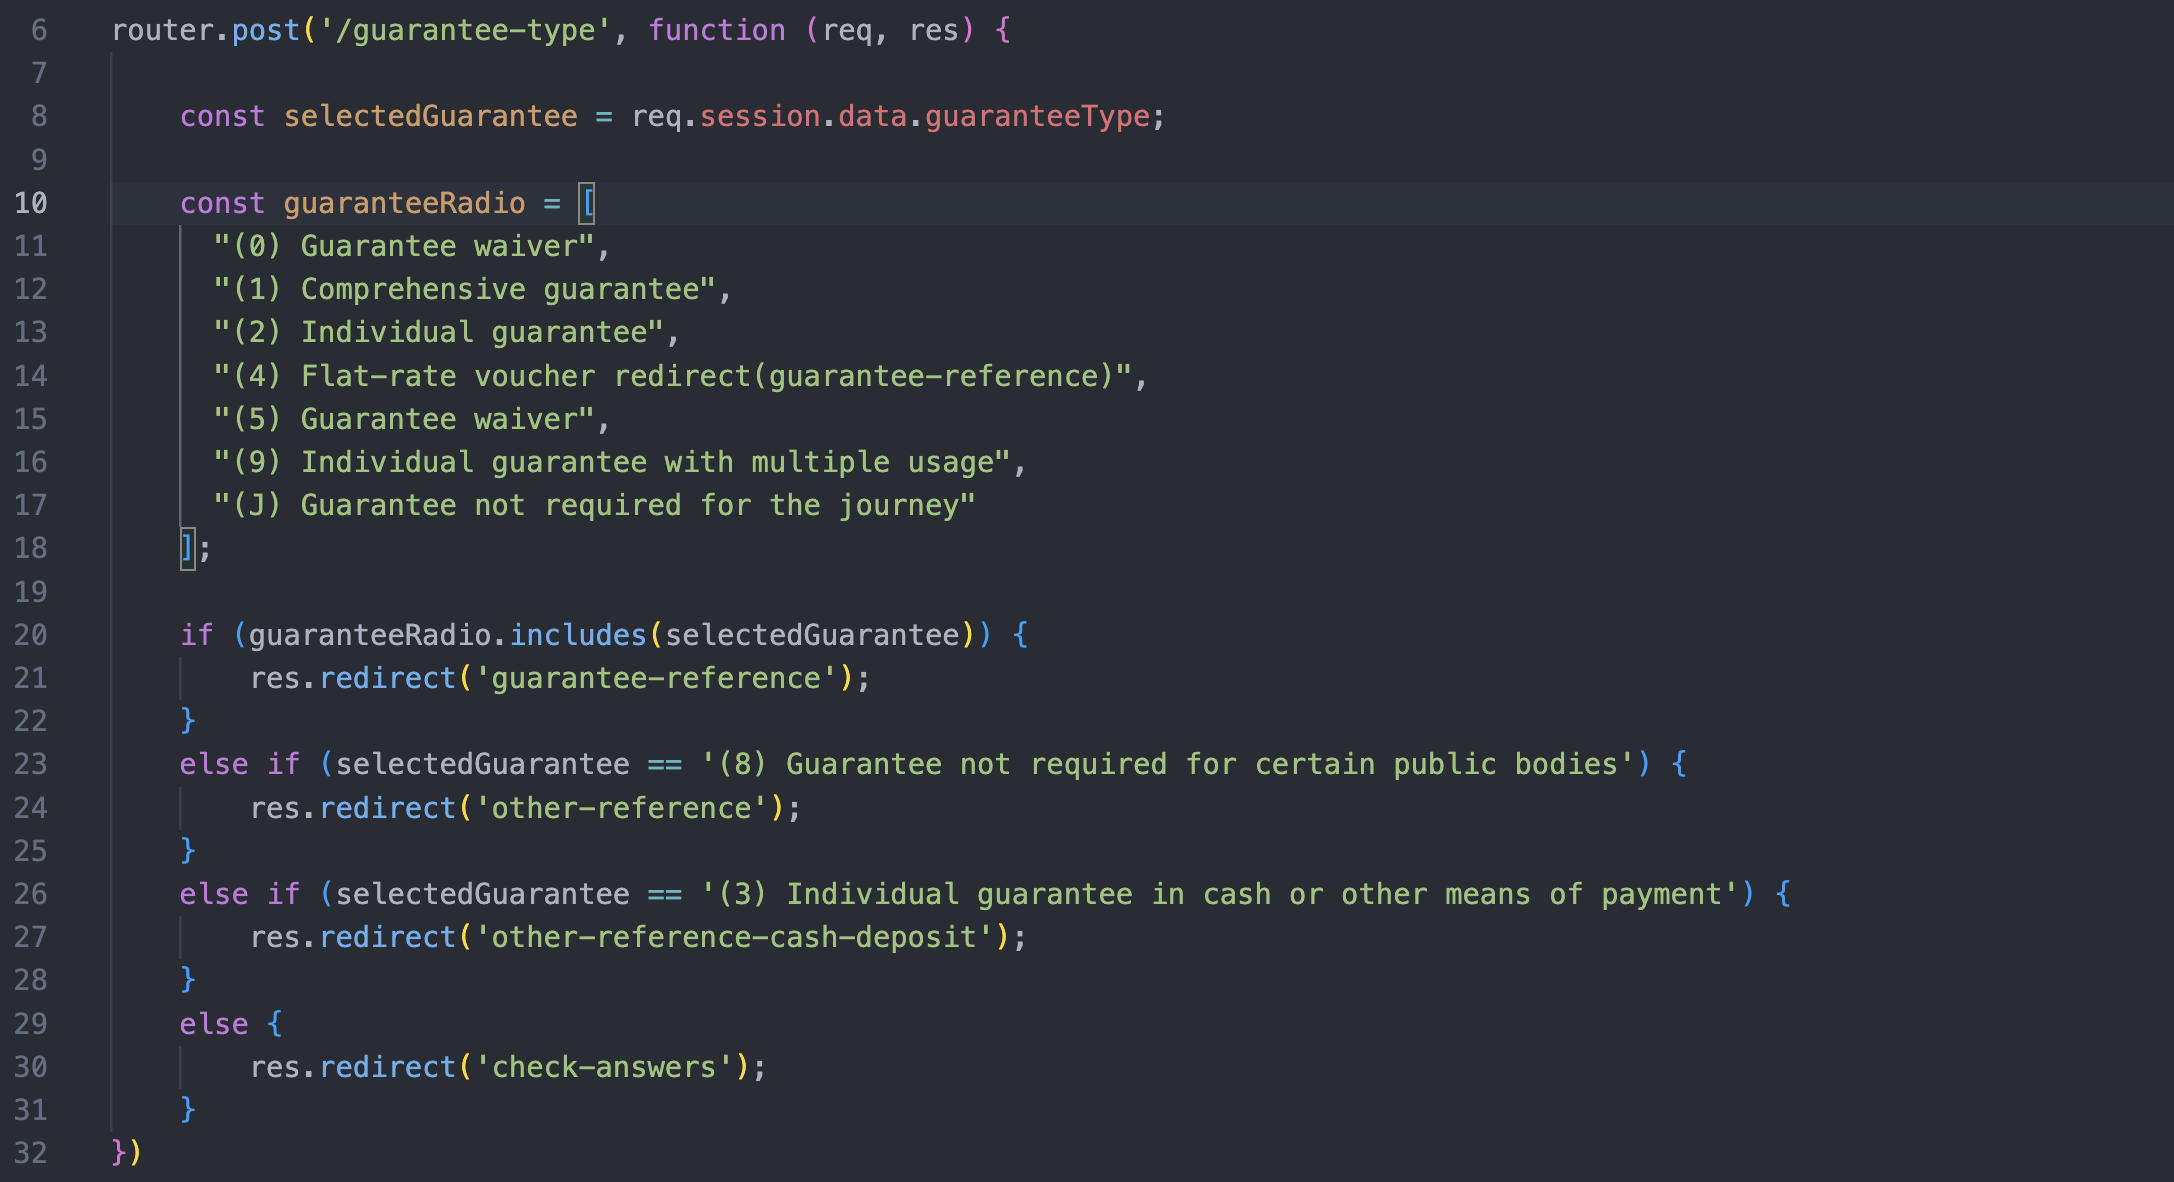 6 router.post('/guarantee-type', function (req, res) {
7
8 const selectedGuarantee = req.session.data.guaranteeType;
9
10 const guaranteeRadio = [
11 "(0) Guarantee waiver",
12 "(1) Comprehensive guarantee",
13 "(2) Individual guarantee",
14 "(4) Flat-rate voucher redirect(guarantee-reference)",
15 "(5) Guarantee waiver",
16 "(9) Individual guarantee with multiple usage",
17 "(J) Guarantee not required for the journey"
18 ];
19
20 if (guaranteeRadio.includes(selectedGuarantee)) {
21 res.redirect('guarantee-reference');
22 }
23 else if (selectedGuarantee == '(8) Guarantee not required for certain public bodies') {
24 res.redirect('other-reference');
25 }
26 else if (selectedGuarantee == '(3) Individual guarantee in cash or other means of payment') {
27 res.redirect('other-reference-cash-deposit');
28 }
29 else {
30 res.redirect('check-answers');
31 }
32 })